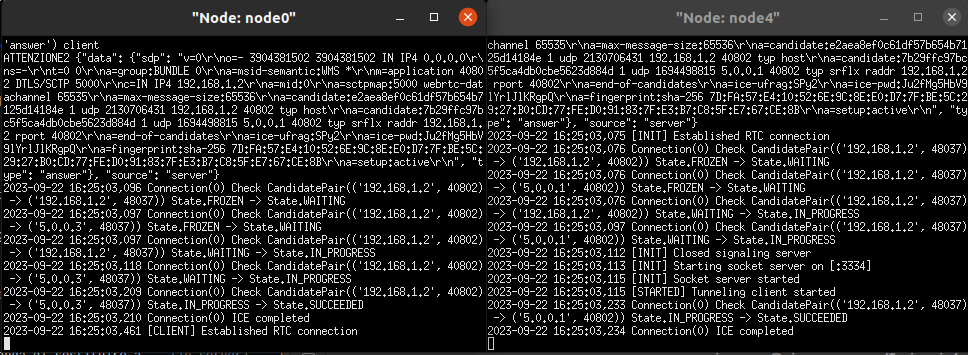 "Node: node0"
'answer') client
ATTENZIONE2 {"data": {"sdp": "v=0\r\no=- 3904381502 3904381502 IN IP4 0.0.0.0\r\
ns=-\r\nt=0 0\r\na=group:BUNDLE 0\r\na=msid-semantic:WMS *\r\nm=application 4080
2 DTLS/SCTP 5000\r\nc=IN IP4 192.168.1.2\r\na=mid:0\r\na=sctpmap:5000 webrtc-dat
achannel 65535\r\na=max-message-size:65536\r\na=candidate:e2aea8ef0c61df57b654b7
125d14184e 1 udp 2130706431 192.168.1.2 40802 typ host\r\na=candidate:7b29ffc97b
c5f5ca4db0cbe5623d884d 1 udp 1694498815 5.0.0.1 40802 typ srflx raddr 192.168.1.
2 rport 40802\r\na=end-of-candidates\r\na=ice-ufrag:SPy2\r\na=ice-pwd:Ju2fMg5HbV
9lYrlJlKRgpQ\r\na=fingerprint:sha-256 7D:FA:57:E4:10:52:6E:9C:8E:E0:D7:7F:BE:5C:
29:27:B0:CD:77:FE:D0:91:83:7F:E3:B7:C8:5F:E7:67:CE:8B\r\na=setup:active\r\n", "t
ype": "answer"}, "source": "server"}
2023-09-22 16:25:03,096 Connection(0) Check CandidatePair(('192.168.1.2', 40802)
 -> ('192.168.1.2', 48037)) State.FROZEN -> State.WAITING
2023-09-22 16:25:03,097 Connection(0) Check CandidatePair(('192.168.1.2', 40802)
 -> ('5.0.0.3', 48037)) State.FROZEN -> State.WAITING
2023-09-22 16:25:03,097 Connection(0) Check CandidatePair(('192.168.1.2', 40802)
 -> ('192.168.1.2', 48037)) State.WAITING -> State.IN_PROGRESS
2023-09-22 16:25:03,118 Connection(0) Check CandidatePair(('192.168.1.2', 40802)
 -> ('5.0.0.3', 48037)) State.WAITING -> State.IN_PROGRESS
2023-09-22 16:25:03,209 Connection(0) Check CandidatePair(('192.168.1.2', 40802)
 -> ('5.0.0.3', 48037)) State.IN_PROGRESS -> State.SUCCEEDED
2023-09-22 16:25:03,210 Connection(0) ICE completed
2023-09-22 16:25:03,461 [CLIENT] Established RTC connection
"Node: node4"
channel 65535\r\na=max-message-size:65536\r\na=candidate:e2aea8ef0c61df57b654b71
25d14184e 1 udp 2130706431 192.168.1.2 40802 typ host\r\na=candidate:7b29ffc97bc
5f5ca4db0cbe5623d884d 1 udp 1694498815 5.0.0.1 40802 typ srflx raddr 192.168.1.2
 rport 40802\r\na=end-of-candidates\r\na=ice-ufrag:SPy2\r\na=ice-pwd:Ju2fMg5HbV9
lYrlJlKRgpQ\r\na=fingerprint:sha-256 7D:FA:57:E4:10:52:6E:9C:8E:E0:D7:7F:BE:5C:2
9:27:B0:CD:77:FE:D0:91:83:7F:E3:B7:C8:5F:E7:67:CE:8B\r\na=setup:active\r\n", "ty
pe": "answer"}, "source": "server"}
2023-09-22 16:25:03,075 [INIT] Established RTC connection
2023-09-22 16:25:03,076 Connection(0) Check CandidatePair(('192.168.1.2', 48037)
 -> ('192.168.1.2', 40802)) State.FROZEN -> State.WAITING
2023-09-22 16:25:03,076 Connection(0) Check CandidatePair(('192.168.1.2', 48037)
 -> ('5.0.0.1', 40802)) State.FROZEN -> State.WAITING
2023-09-22 16:25:03,076 Connection(0) Check CandidatePair(('192.168.1.2', 48037)
 -> ('192.168.1.2', 40802)) State.WAITING -> State.IN_PROGRESS
2023-09-22 16:25:03,097 Connection(0) Check CandidatePair(('192.168.1.2', 48037)
 -> ('5.0.0.1', 40802)) State.WAITING -> State.IN_PROGRESS
2023-09-22 16:25:03,112 [INIT] Closed signaling server
2023-09-22 16:25:03,113 [INIT] Starting socket server on [:3334]
2023-09-22 16:25:03,115 [INIT] Socket server started
2023-09-22 16:25:03,115 [STARTED] Tunneling client started
2023-09-22 16:25:03,233 Connection(0) Check CandidatePair(('192.168.1.2', 48037)
 -> ('5.0.0.1', 40802)) State.IN_PROGRESS -> State.SUCCEEDED
2023-09-22 16:25:03,234 Connection(0) ICE completed